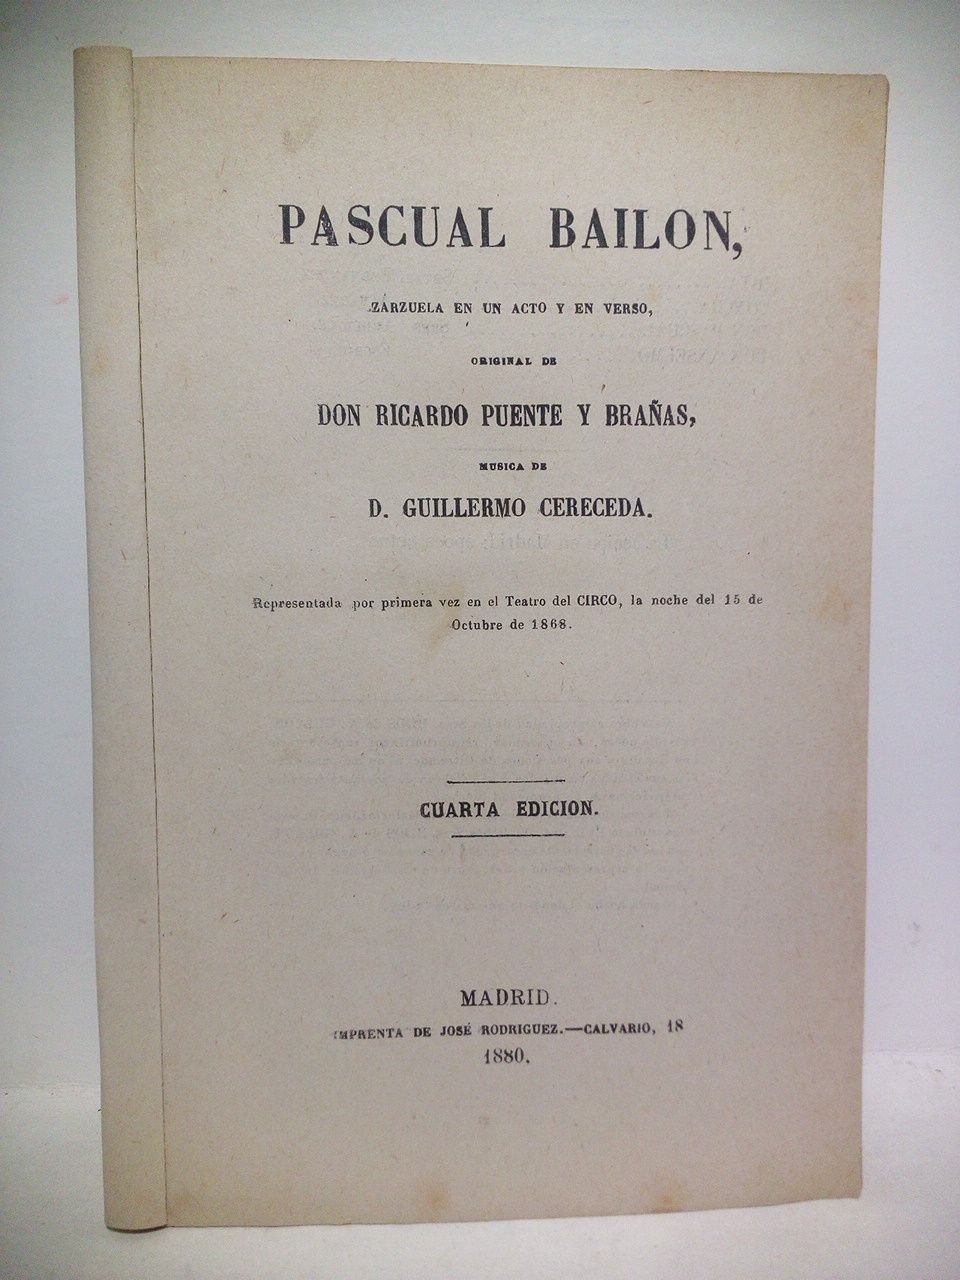 PASCUAL BAILON,
ZARZUELA EN UN ACTO Y EN VERSO,
ORIGINAL DE
DON RICARDO PUENTE Y BRAÑAS,
MUSICA DE
D. GUILLERMO CERECEDA.
Representada por primera vez en el Teatro del CIRCO, la noche del 15 de
Octubre de 1868.
CUARTA EDICION.
MADRID.
IMPRENTA DE JOSÉ RODRIGUEZ.—CALVARIO, 18
1880.